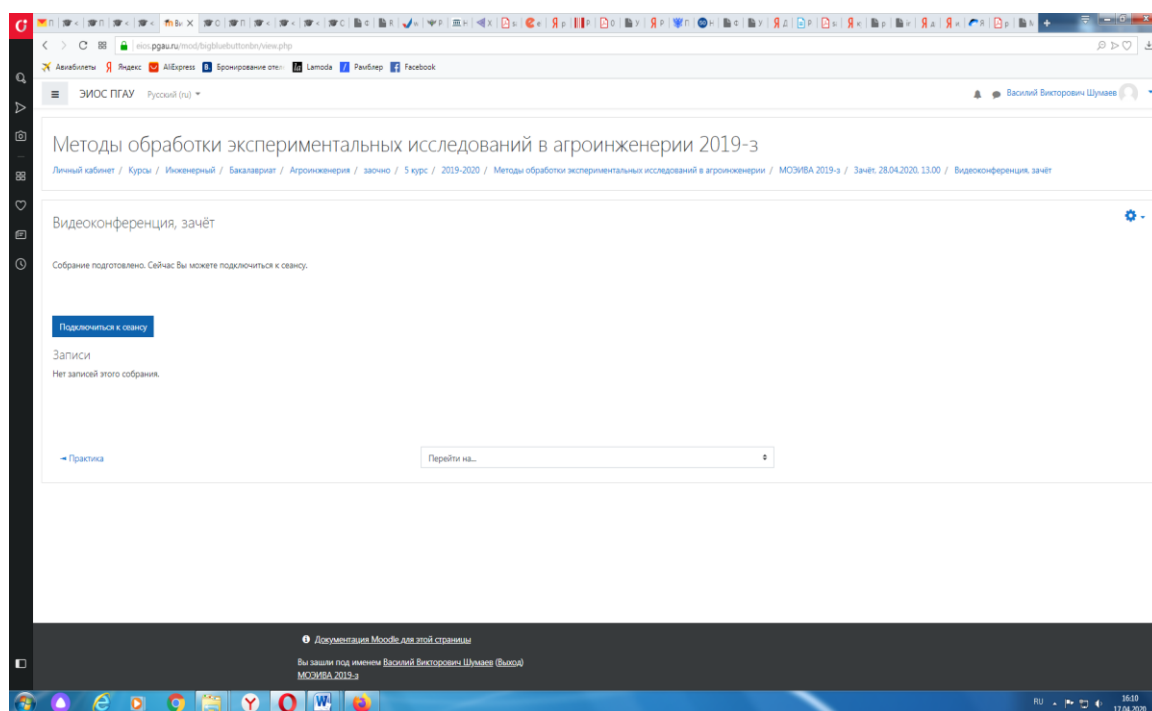 eios.pgau.ru/mod/bigbluebuttonbn/view.php
Авиабилеты Яндекс AliExpress Бронирование отел Lamoda Рамблер Facebook
ЭИОС ПГАУ Русский (ru) Василий Викторович Шумаев
Методы обработки экспериментальных исследований в агроинженерии 2019-з
Личный кабинет / Курсы / Инженерный / Бакалавриат / Агроинженерия / заочно / 5 курс / 2019-2020 / Методы обработки экспериментальных исследований в агроинженерии / МОЭИВА 2019-з / Зачёт. 28.04.2020. 13.00 / Видеоконференция, зачёт
Видеоконференция, зачёт
Собрание подготовлено. Сейчас Вы можете подключиться к сеансу.
Подключиться к сеансу
Записи
Нет записей этого собрания.
Практика Перейти на...
Документация Moodle для этой страницы
Вы зашли под именем Василий Викторович Шумаев (Выход)
МОЭИВА 2019-з
RU 16:10
17.04.2020